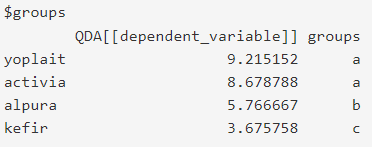 $groups
QDA[[dependent_variable]] groups
yoplait 9.215152 a
activia 8.678788 a
alpura 5.766667 b
kefir 3.675758 c